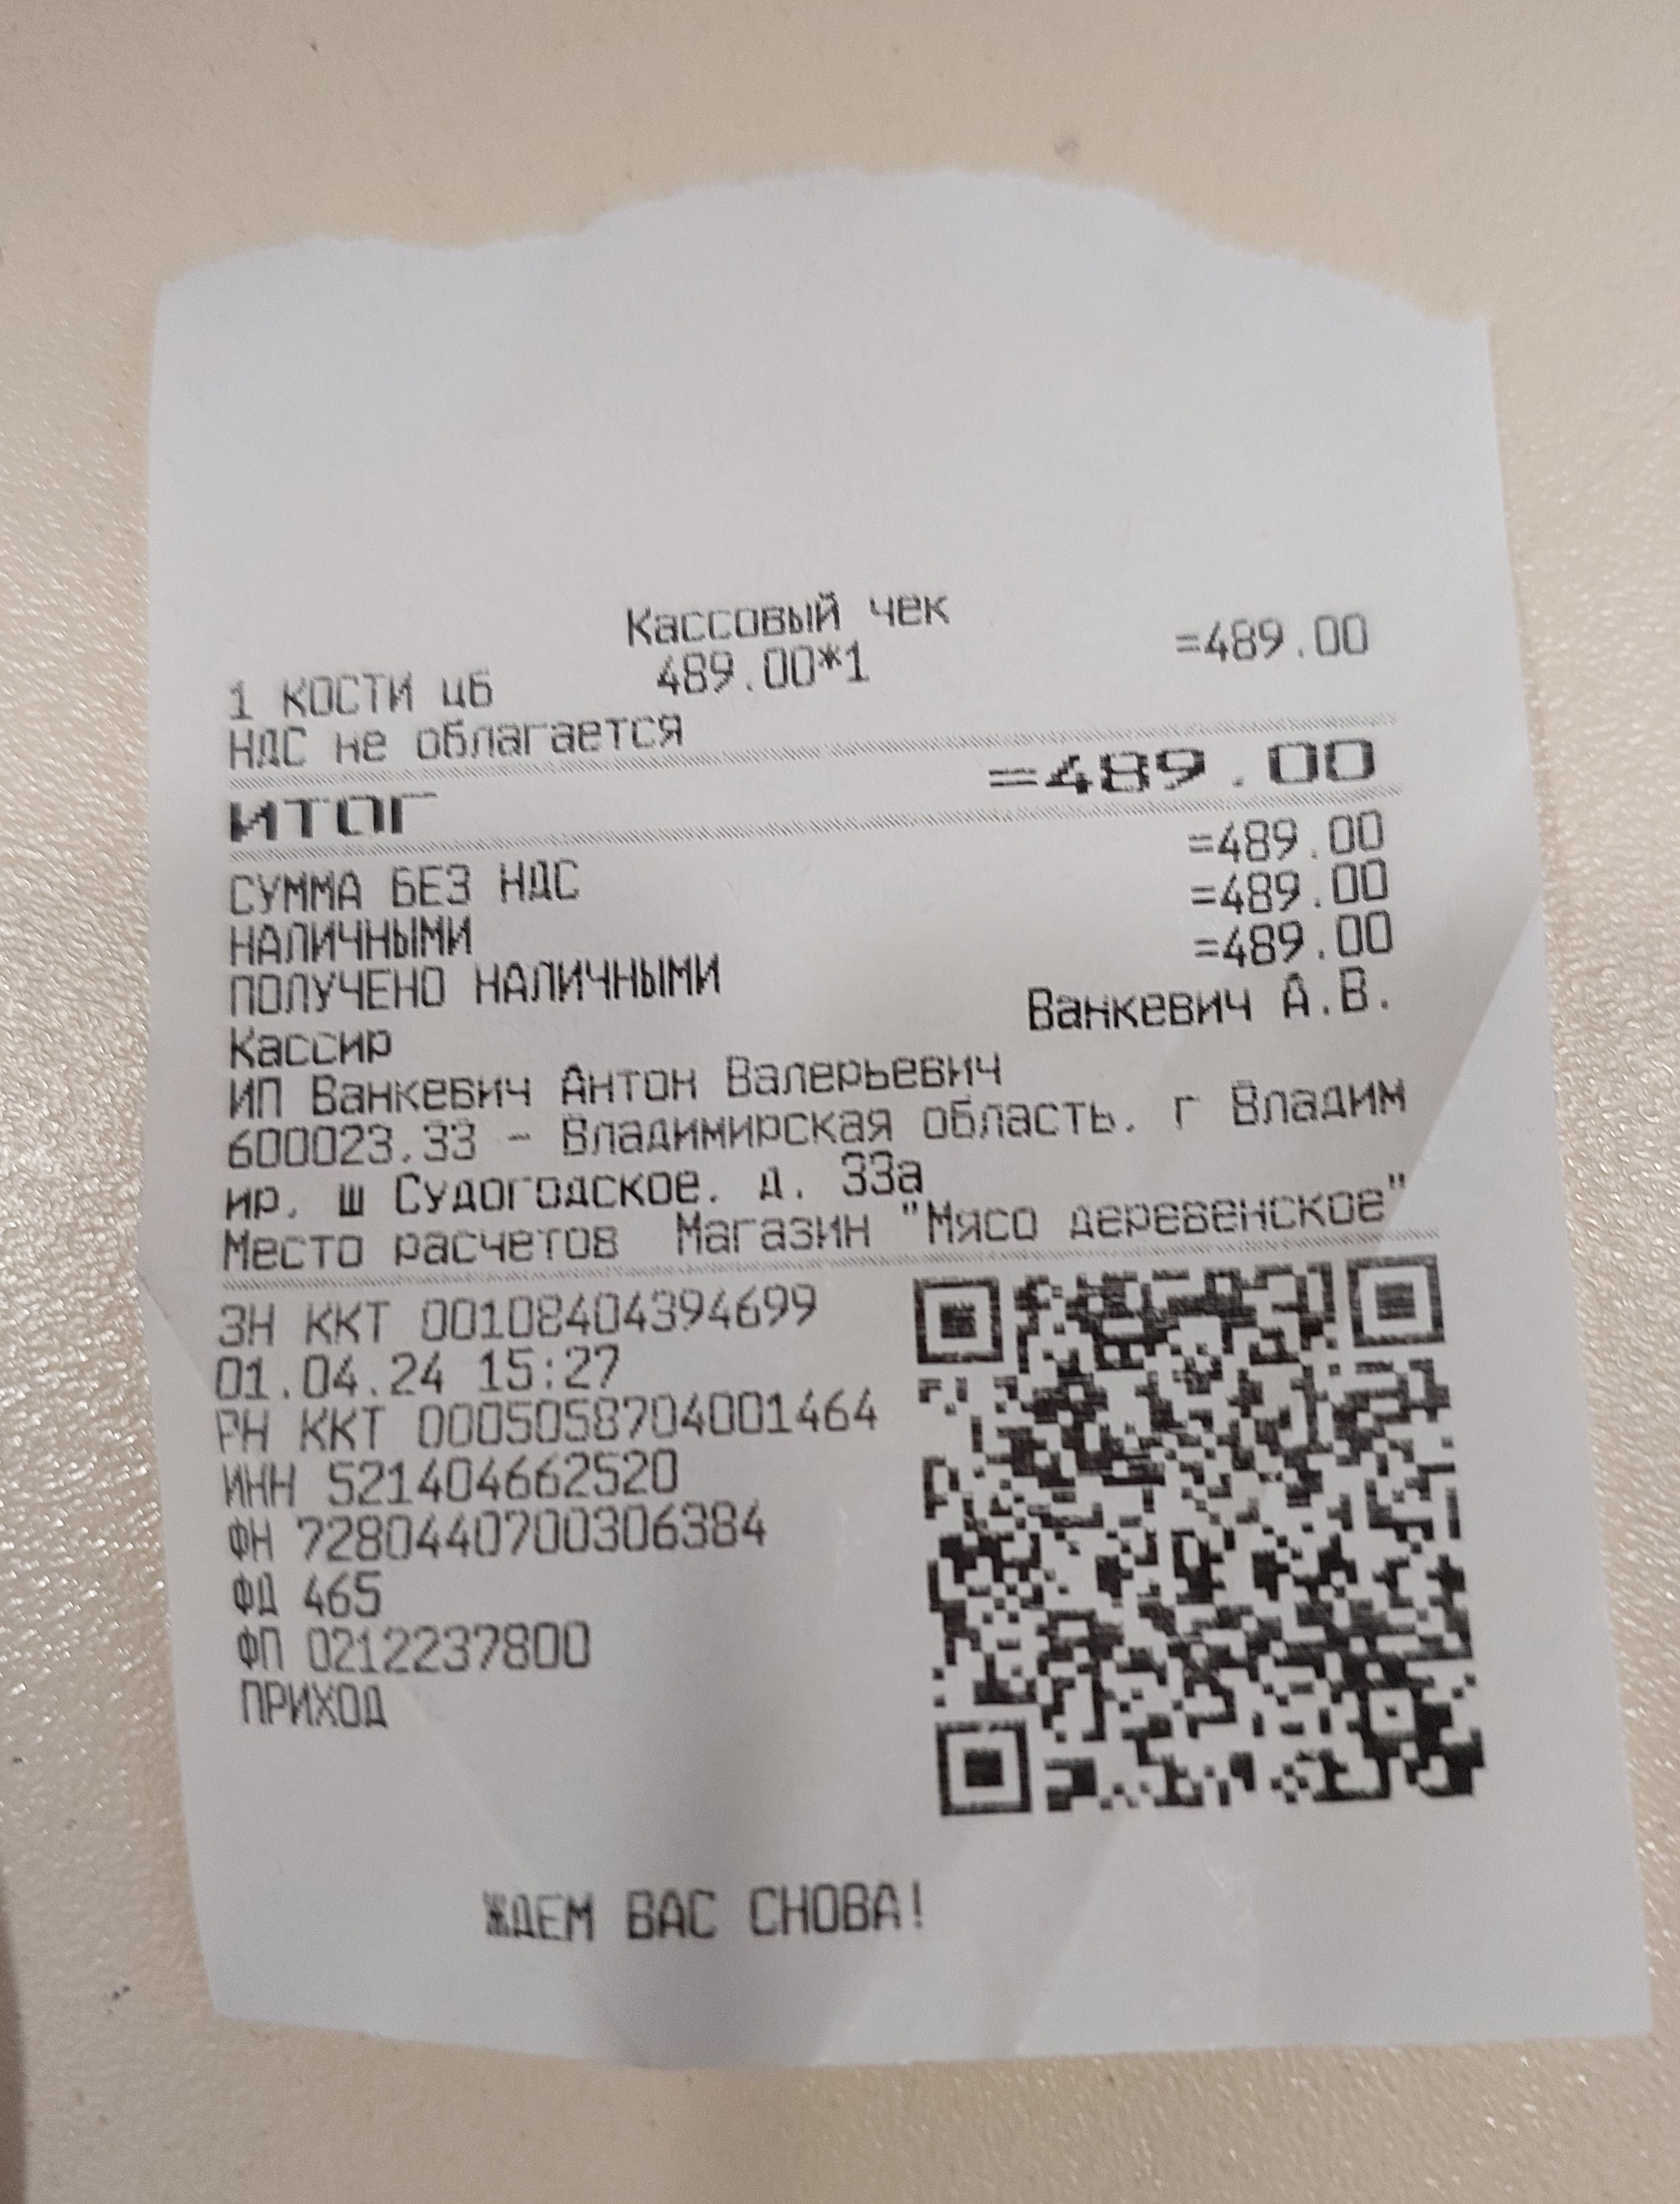 Кассовый чек
1 КОСТИ цб 489.00*1 =489.00
НДС не облагается
ИТОГ =489.00
СУММА БЕЗ НДС =489.00
НАЛИЧНЫМИ =489.00
ПОЛУЧЕНО НАЛИЧНЫМИ =489.00
Кассир Ванкевич А.В.
ИП Ванкевич Антон Валерьевич
600023,33 - Владимирская область, г Владим
ир, ш Судогодское, д. 33а
Место расчетов Магазин "Мясо деревенское"
ЗН ККТ 00108404394699
01.04.24 15:27
РН ККТ 0005058704001464
ИНН 521404662520
ФН 7280440700306384
ФД 465
ФП 0212237800
ПРИХОД
ЖДЕМ ВАС СНОВА!